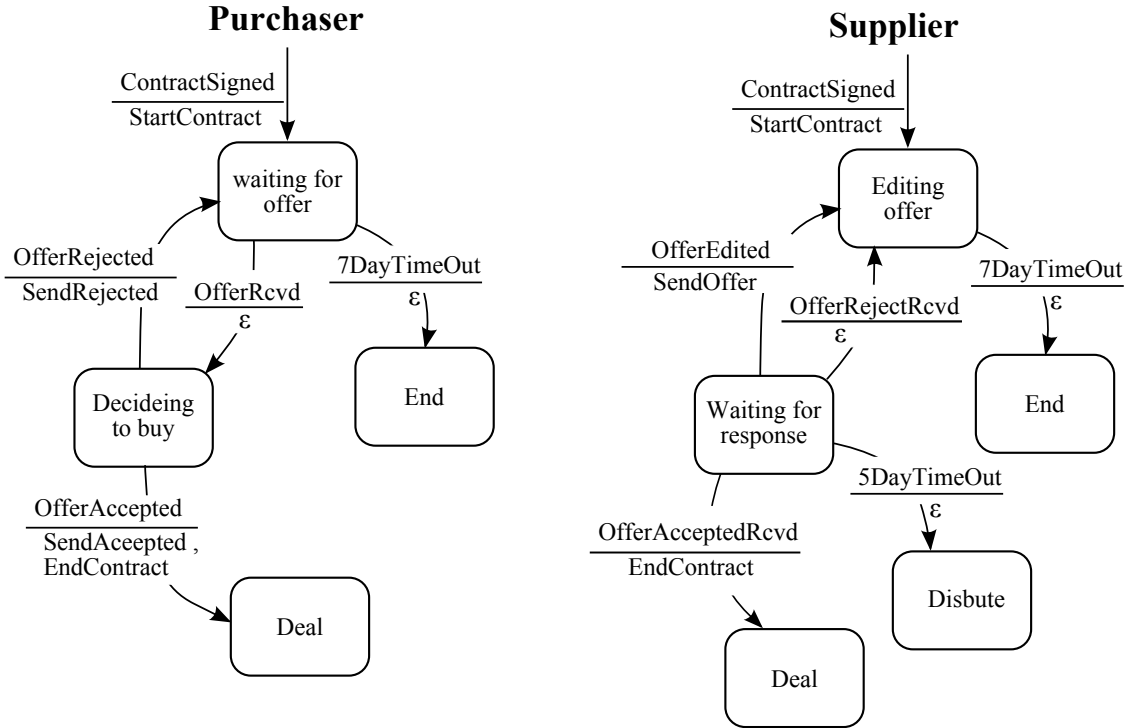 Purchaser
ContractSigned
StartContract
waiting for
offer
OfferRejected
SendRejected
OfferRcvd
ε
7DayTimeOut
ε
Decideing
to buy
End
OfferAccepted
SendAceepted ,
EndContract
Deal
Supplier
ContractSigned
StartContract
Editing
offer
OfferEdited
SendOffer
OfferRejectRcvd
ε
7DayTimeOut
ε
Waiting for
response
End
5DayTimeOut
ε
OfferAcceptedRcvd
EndContract
Disbute
Deal